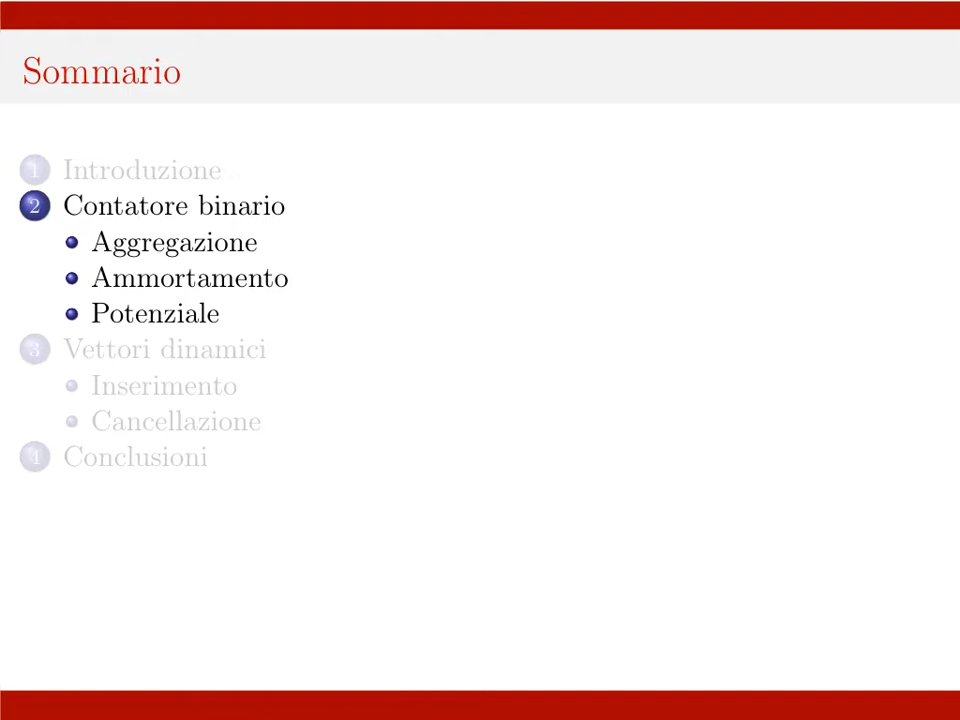 Sommario
1 Introduzione
2 Contatore binario
Aggregazione
Ammortamento
Potenziale
3 Vettori dinamici
Inserimento
Cancellazione
4 Conclusioni